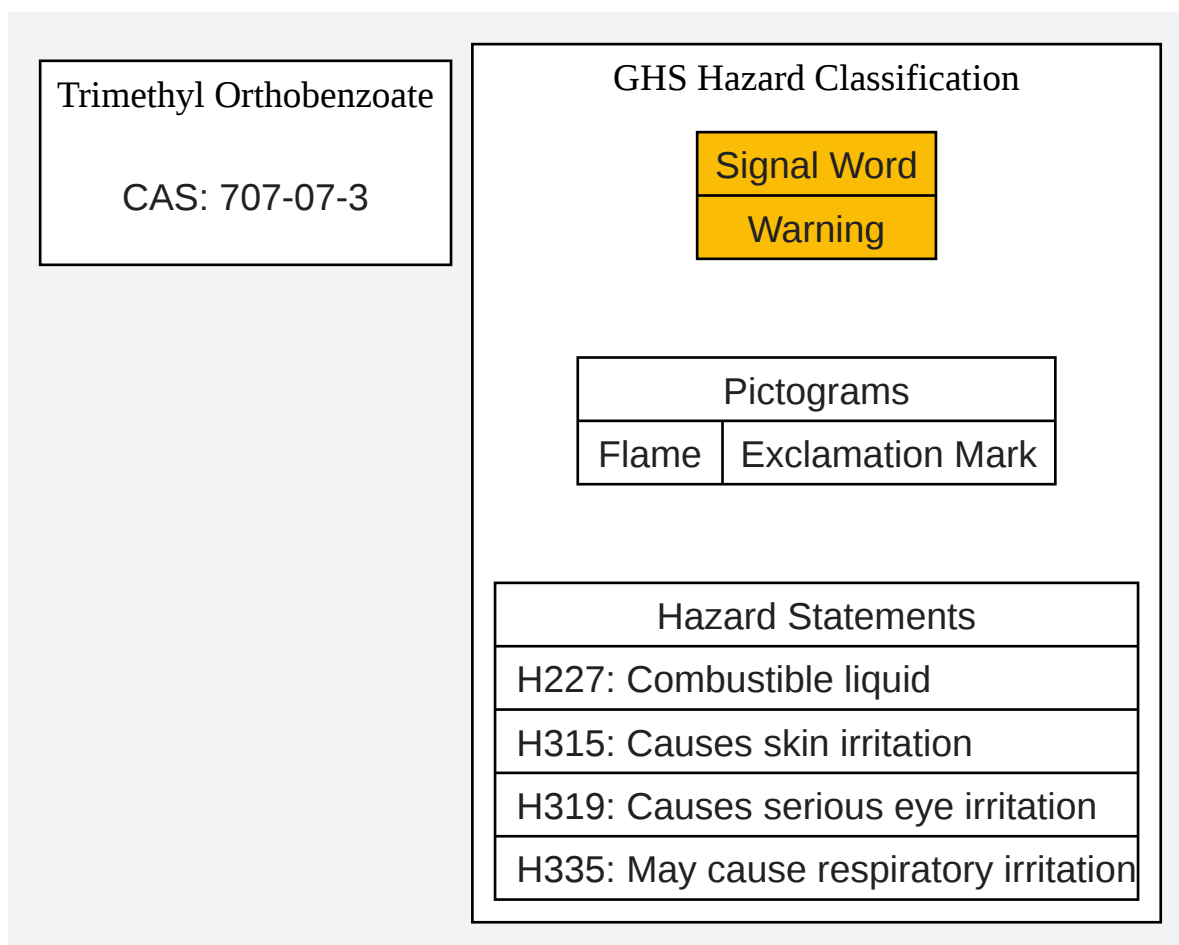 Trimethyl Orthobenzoate
CAS: 707-07-3
GHS Hazard Classification
Signal Word
Warning
Pictograms
Flame
Exclamation Mark
Hazard Statements
H227: Combustible liquid
H315: Causes skin irritation
H319: Causes serious eye irritation
H335: May cause respiratory irritation